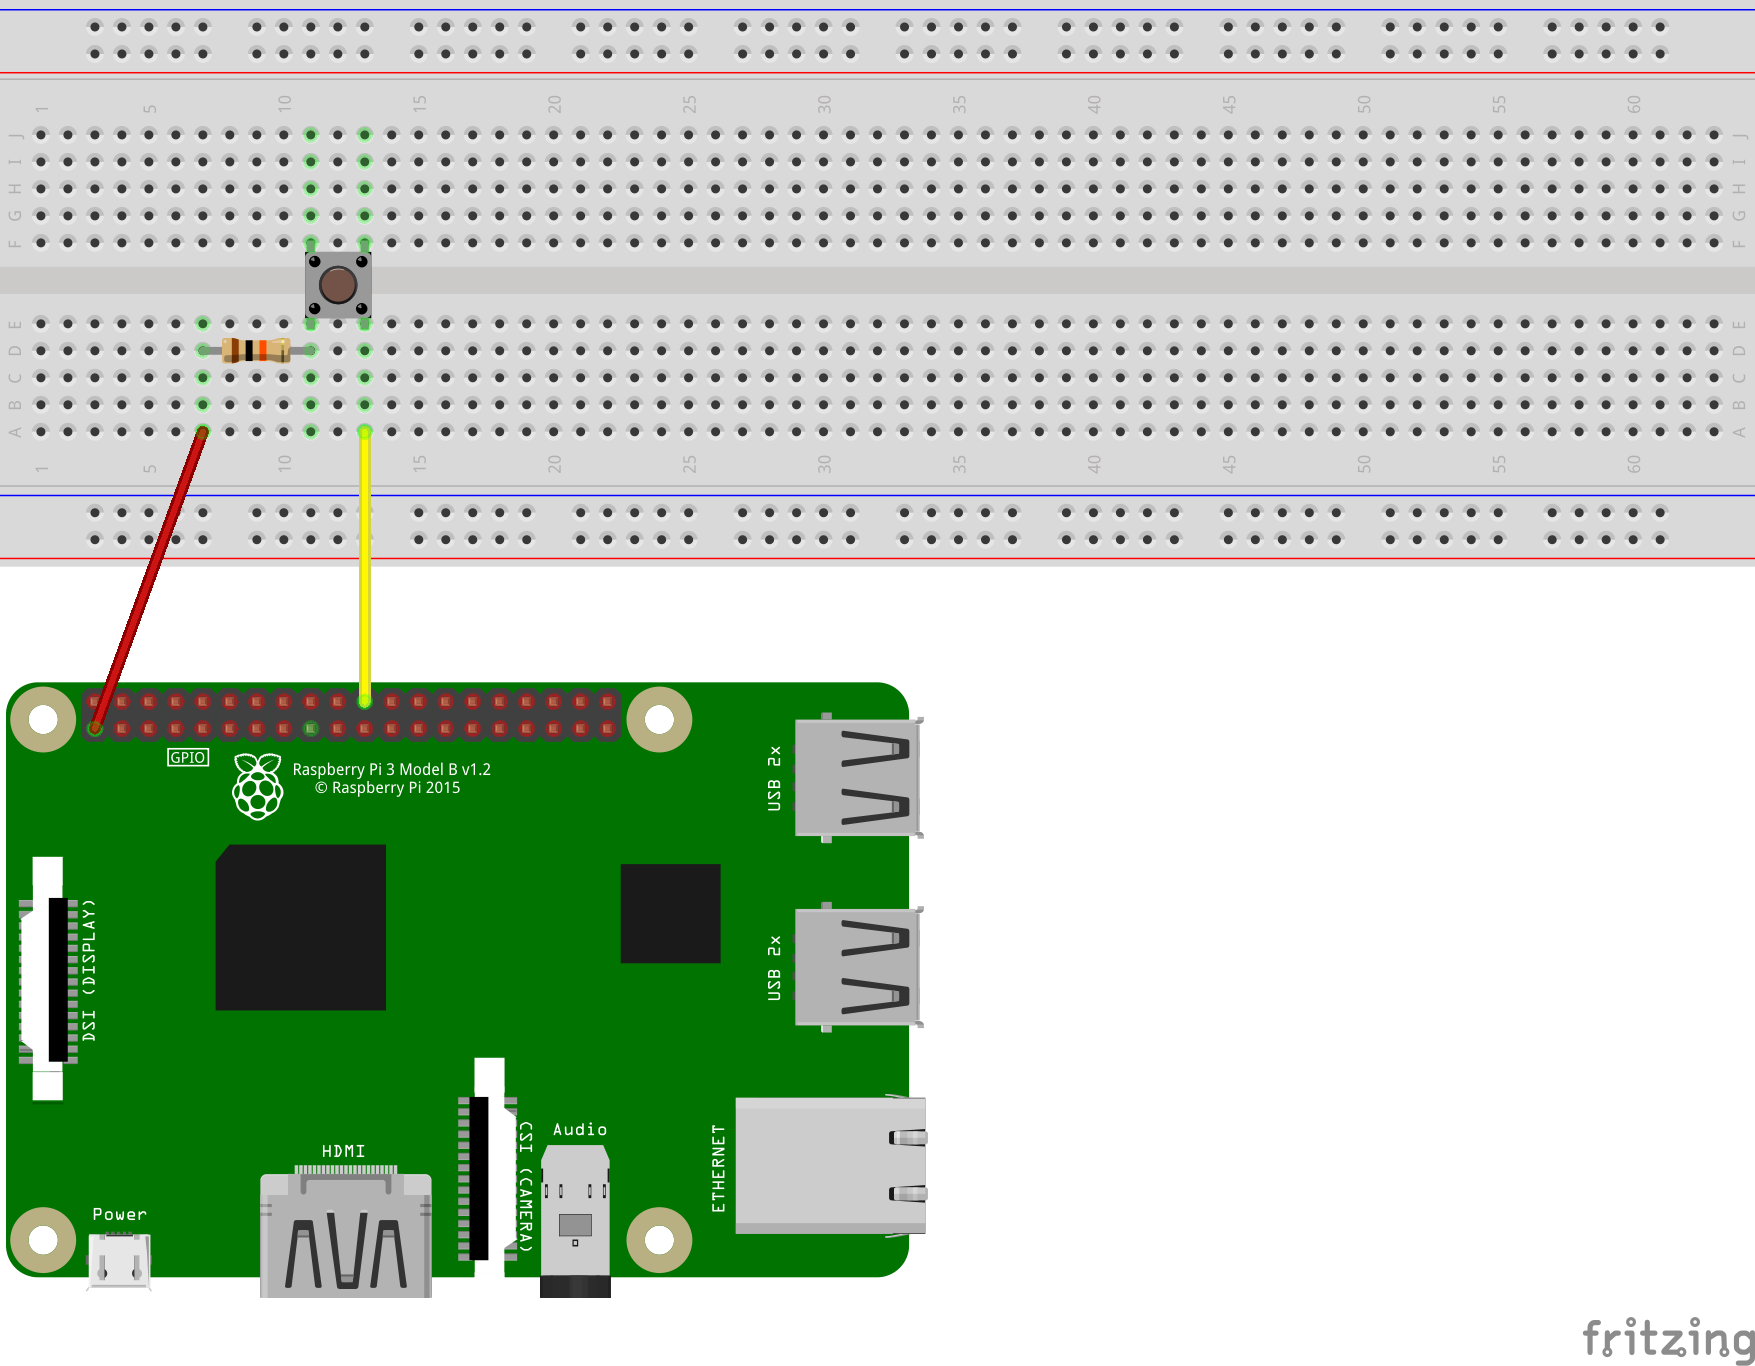 1 5 10 15 20 25 30 35 40 45 50 55 60
J J
I I
H H
G G
F F
E E
D D
C C
B B
A A
1 5 10 15 20 25 30 35 40 45 50 55 60
GPIO
Raspberry Pi 3 Model B v1.2
© Raspberry Pi 2015
USB 2x
DSI (DISPLAY)
USB 2x
HDMI
CSI (CAMERA)
Audio
ETHERNET
Power
fritzing